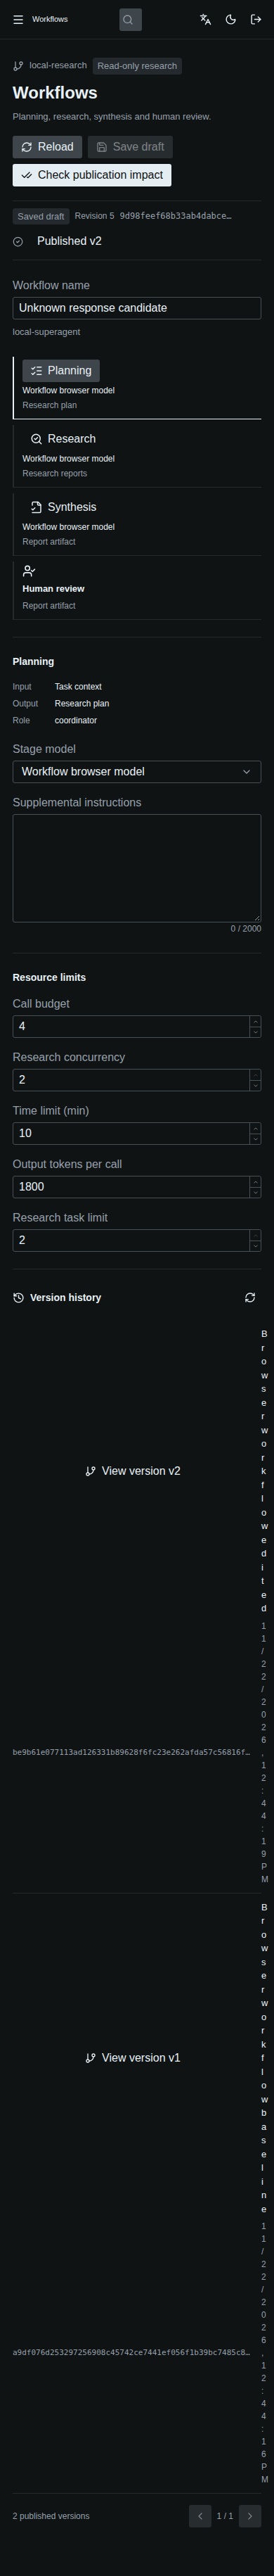 Workflows
local-research Read-only research
Workflows
Planning, research, synthesis and human review.
Reload Save draft
Check publication impact
Saved draft Revision 5 9d98feef68b33ab4dabce…
Published v2
Workflow name
Unknown response candidate
local-superagent
Planning
Workflow browser model
Research plan
Research
Workflow browser model
Research reports
Synthesis
Workflow browser model
Report artifact
Human review
Report artifact
Planning
Input Task context
Output Research plan
Role coordinator
Stage model
Workflow browser model
Supplemental instructions
0 / 2000
Resource limits
Call budget
4
Research concurrency
2
Time limit (min)
10
Output tokens per call
1800
Research task limit
2
Version history
View version v2
Browser workflow edited
11/22/2026, 12:44:19 PM
be9b61e077113ad126331b89628f6fc23e262afda57c56816f…
View version v1
Browser workflow baseline
11/22/2026, 12:44:16 PM
a9df076d253297256908c45742ce7441ef056f1b39bc7485c8…
2 published versions 1 / 1